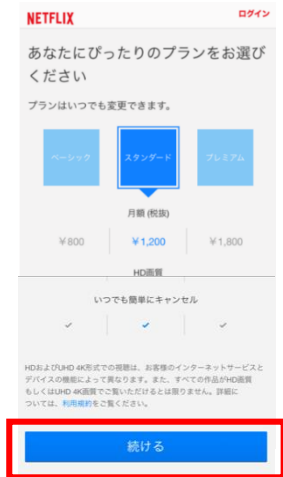 NETFLIX
ログイン
あなたにぴったりのプランをお選び
ください
プランはいつでも変更できます。
ベーシック
スタンダード
プレミアム
月額 (税抜)
￥800
￥1,200
￥1,800
HD画質
いつでも簡単にキャンセル
HDおよびUHD 4K形式での視聴は、お客様のインターネットサービスと
デバイスの機能によって異なります。また、すべての作品がHD画質
もしくはUHD 4K画質でご覧いただけるとは限りません。詳細に
ついては、利用規約をご覧ください。
続ける